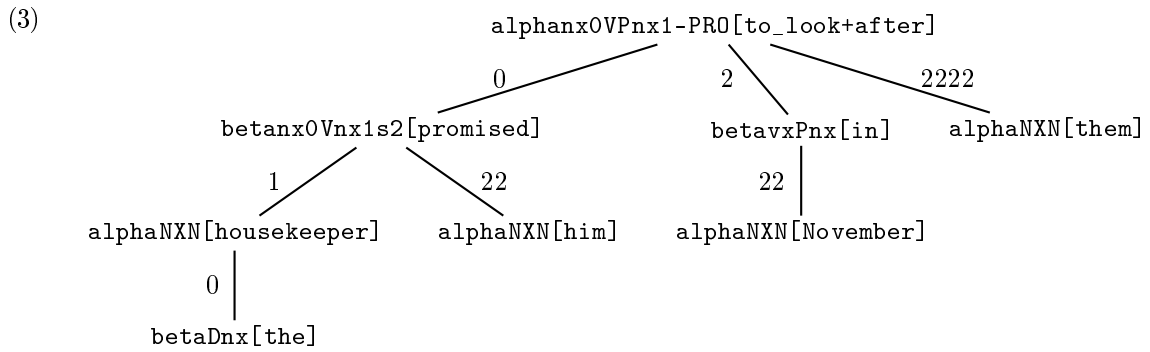 (3)
alphanx0VPnx1-PRO[to_look+after]
0 2 2222
betanx0Vnx1s2[promised] betavxPnx[in] alphaNXN[them]
1 22 22
alphaNXN[housekeeper] alphaNXN[him] alphaNXN[November]
0
betaDnx[the]